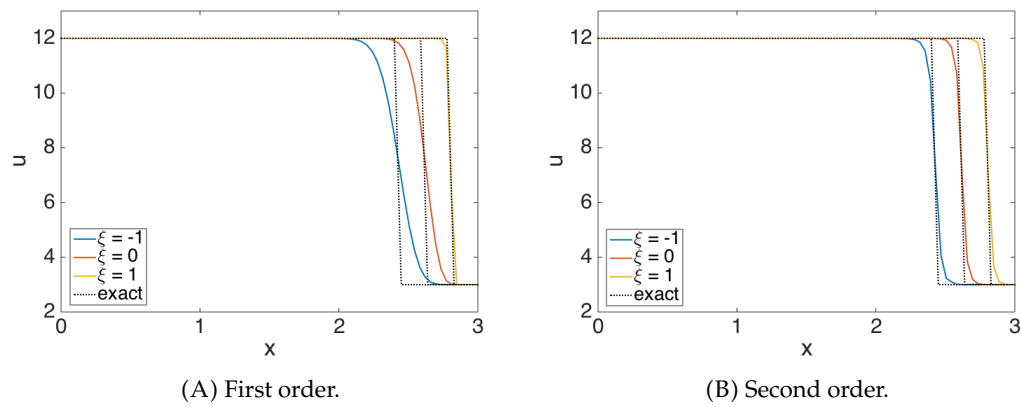 12
10
8
6
4
2
u
ξ = -1
ξ = 0
ξ = 1
exact
0 1 2 3
x
(A) First order.
12
10
8
6
4
2
u
ξ = -1
ξ = 0
ξ = 1
exact
0 1 2 3
x
(B) Second order.